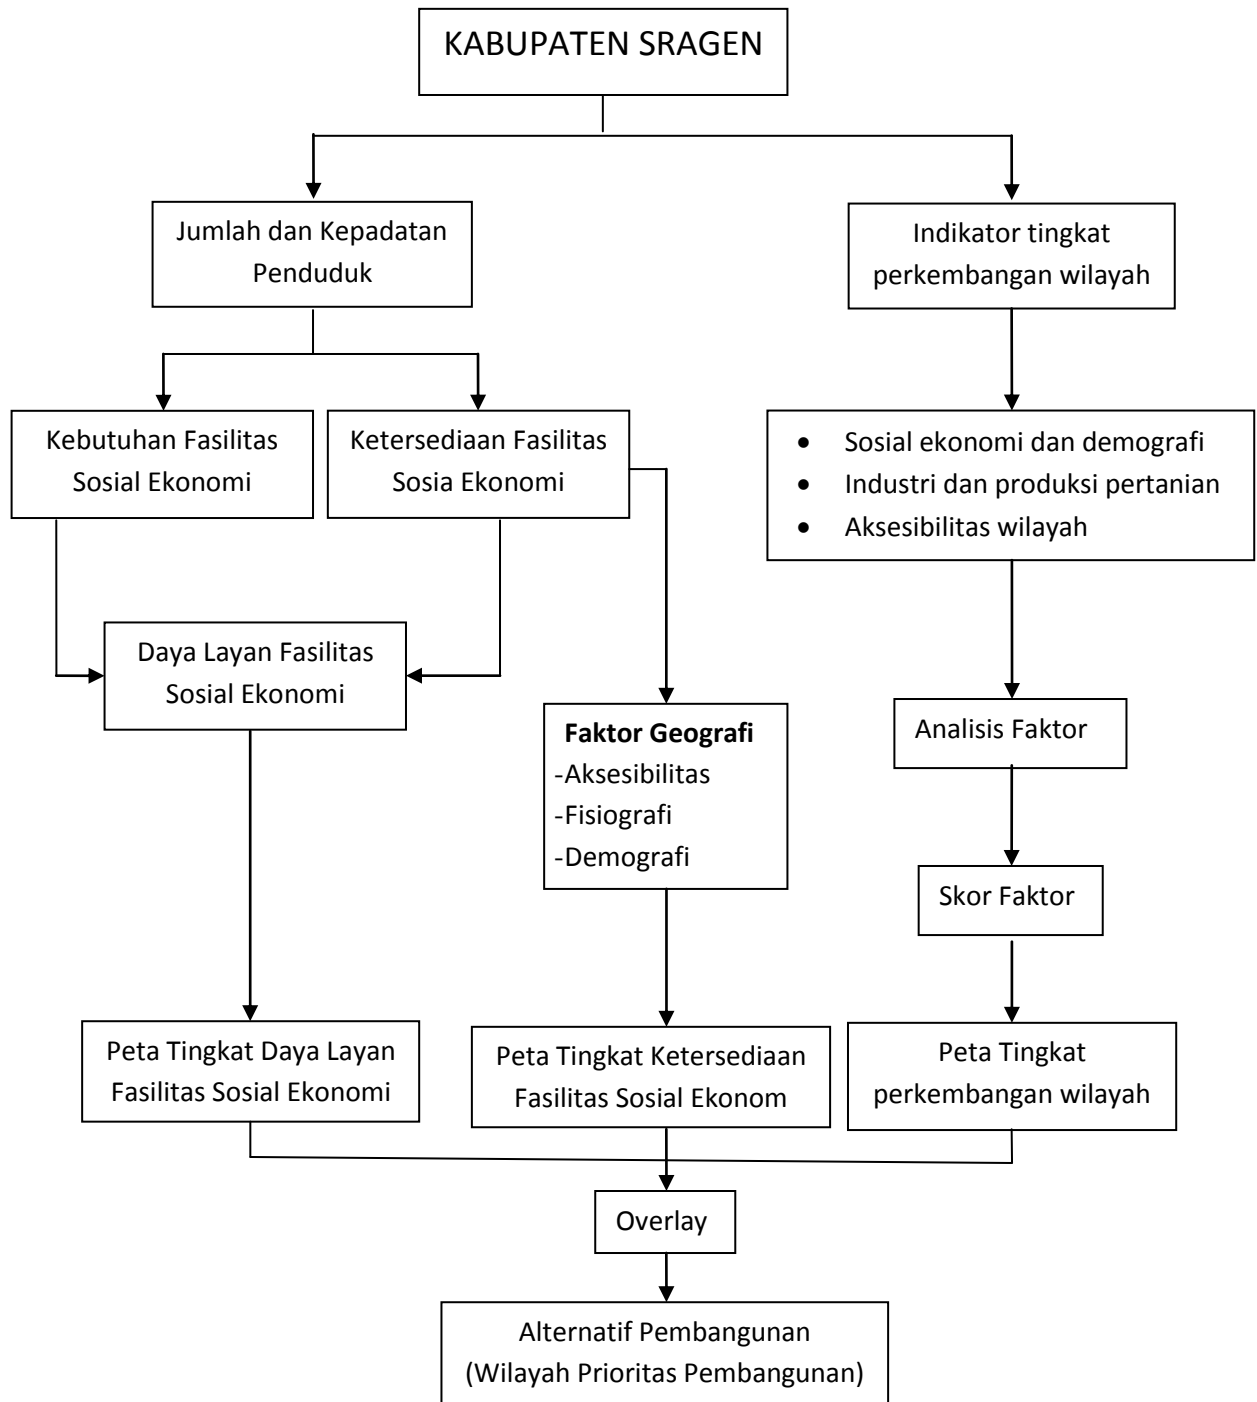 KABUPATEN SRAGEN
Jumlah dan Kepadatan
Penduduk
Indikator tingkat
perkembangan wilayah
Kebutuhan Fasilitas
Sosial Ekonomi
Ketersediaan Fasilitas
Sosia Ekonomi
• Sosial ekonomi dan demografi
• Industri dan produksi pertanian
• Aksesibilitas wilayah
Daya Layan Fasilitas
Sosial Ekonomi
Faktor Geografi
-Aksesibilitas
-Fisiografi
-Demografi
Analisis Faktor
Skor Faktor
Peta Tingkat Daya Layan
Fasilitas Sosial Ekonomi
Peta Tingkat Ketersediaan
Fasilitas Sosial Ekonom
Peta Tingkat
perkembangan wilayah
Overlay
Alternatif Pembangunan
(Wilayah Prioritas Pembangunan)